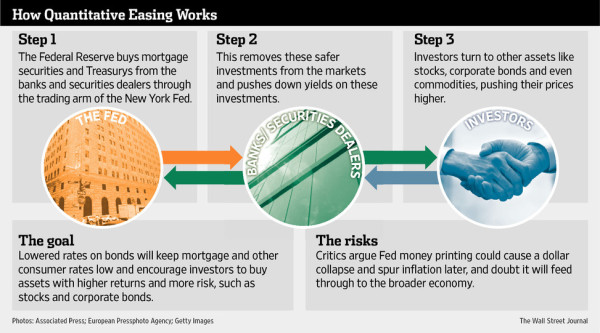 How Quantitative Easing Works
Step 1
The Federal Reserve buys mortgage
securities and Treasurys from the
banks and securities dealers through
the trading arm of the New York Fed.
Step 2
This removes these safer
investments from the markets
and pushes down yields on these
investments.
Step 3
Investors turn to other assets like
stocks, corporate bonds and even
commodities, pushing their prices
higher.
THE FED
BANKS/SECURITIES DEALERS
INVESTORS
The goal
Lowered rates on bonds will keep mortgage and other
consumer rates low and encourage investors to buy
assets with higher returns and more risk, such as
stocks and corporate bonds.
The risks
Critics argue Fed money printing could cause a dollar
collapse and spur inflation later, and doubt it will feed
through to the broader economy.
Photos: Associated Press; European Pressphoto Agency; Getty Images
The Wall Street Journal